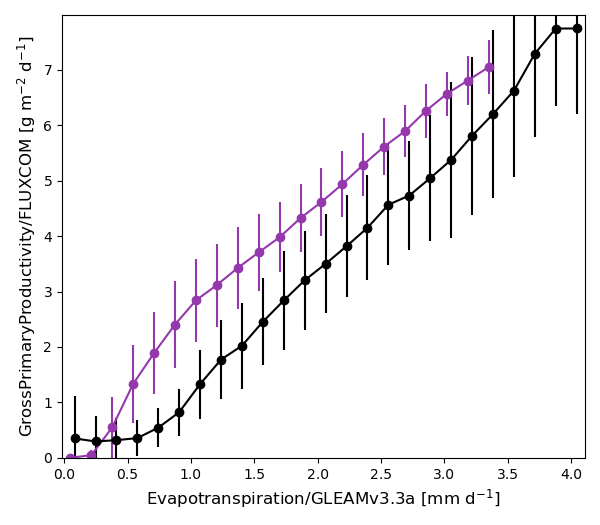 GrossPrimaryProductivity/FLUXCOM [g m⁻² d⁻¹]
7
6
5
4
3
2
1
0
0.0 0.5 1.0 1.5 2.0 2.5 3.0 3.5 4.0
Evapotranspiration/GLEAMv3.3a [mm d⁻¹]